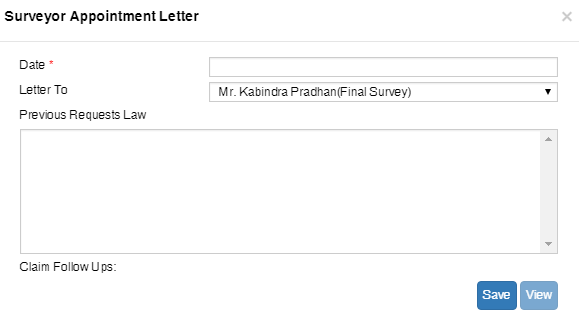 Surveyor Appointment Letter ×
Date *
Letter To Mr. Kabindra Pradhan(Final Survey)
Previous Requests Law
Claim Follow Ups:
Save View